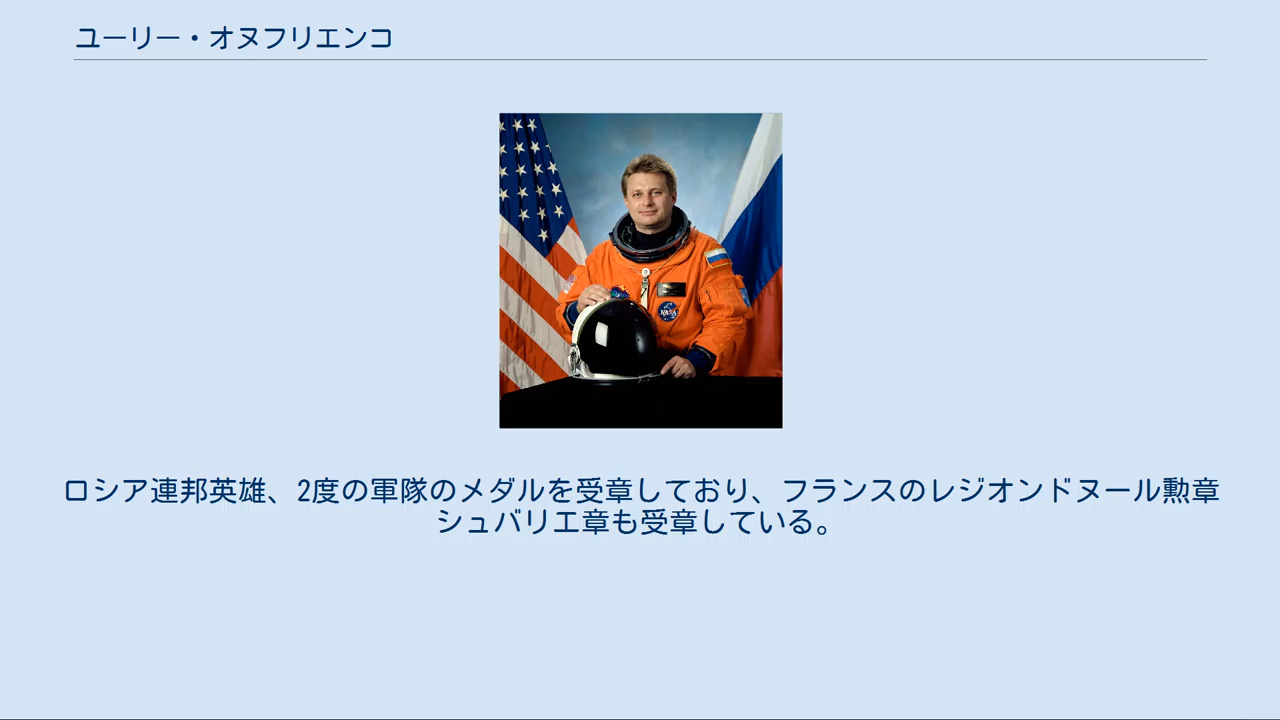 ユーリー・オヌフリエンコ
NASA
ロシア連邦英雄、2度の軍隊のメダルを受章しており、フランスのレジオンドヌール勲章
シュバリエ章も受章している。